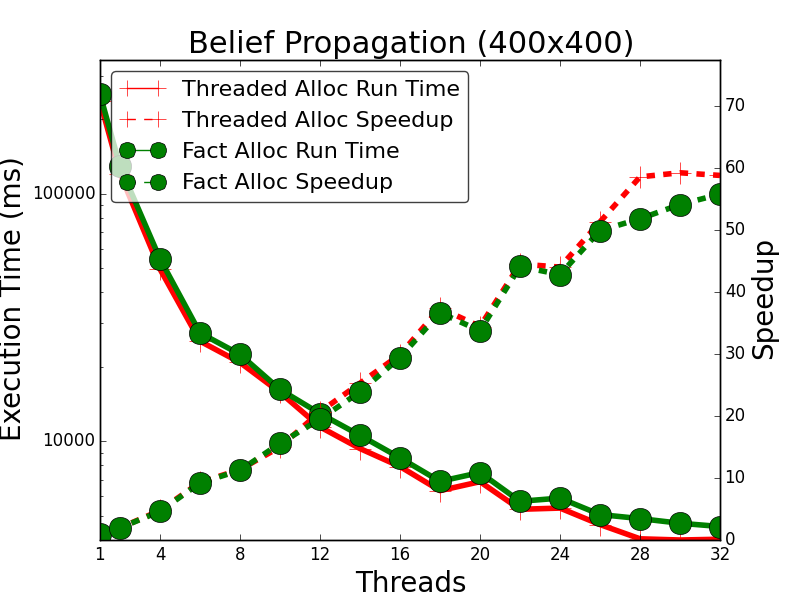 Belief Propagation (400x400)
Threaded Alloc Run Time
Threaded Alloc Speedup
Fact Alloc Run Time
Fact Alloc Speedup
Execution Time (ms)
100000
10000
Speedup
70
60
50
40
30
20
10
0
1 4 8 12 16 20 24 28 32
Threads